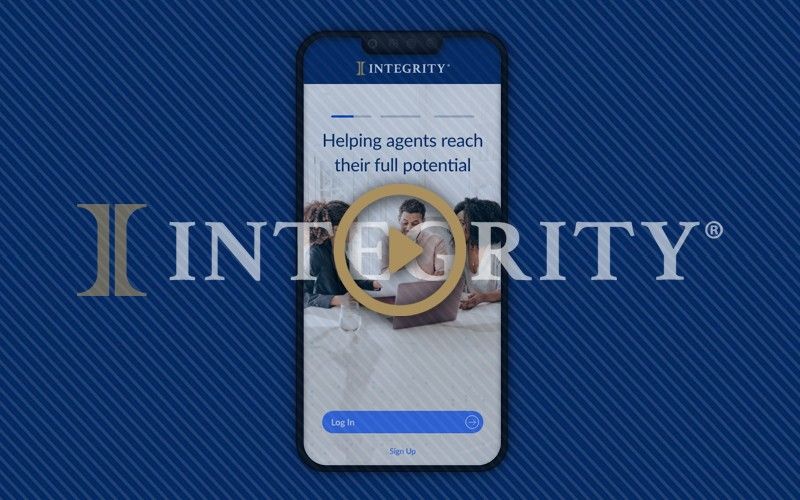 INTEGRITY®
Helping agents reach
their full potential
INTEGRITY®
Log In
Sign Up